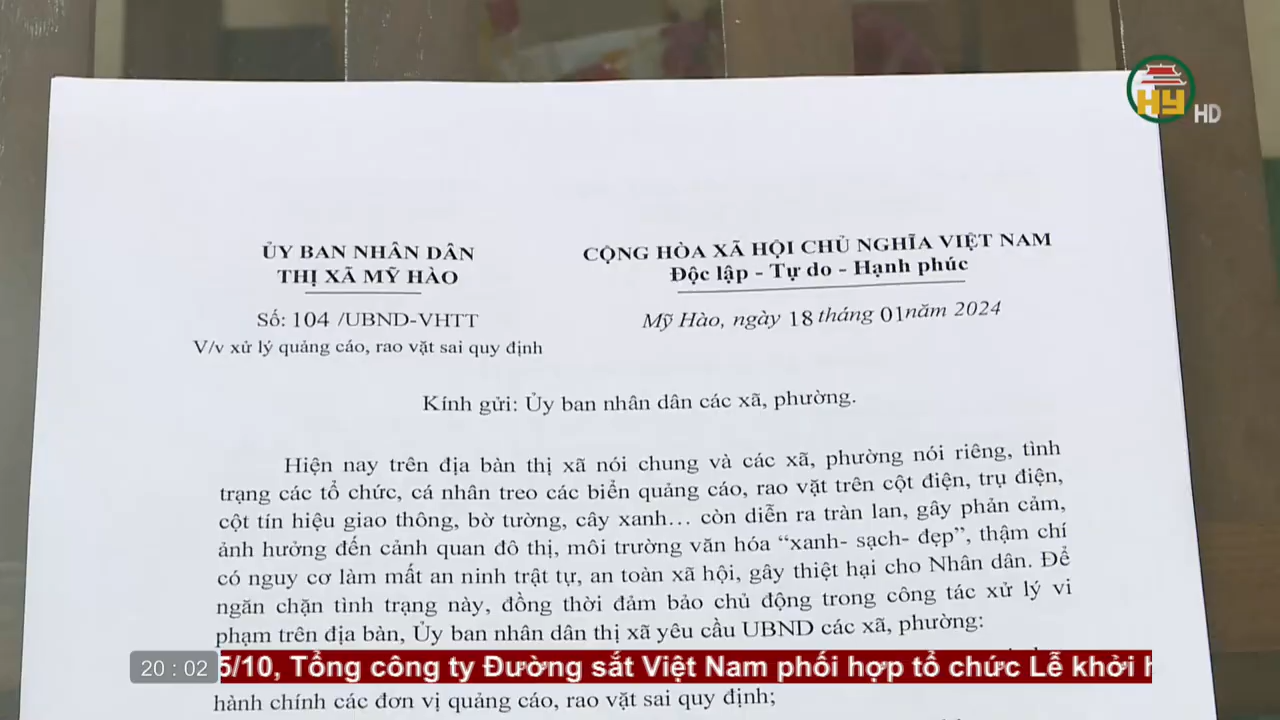 HY HD
ỦY BAN NHÂN DÂN
THỊ XÃ MỸ HÀO
Số: 104 /UBND-VHTT
V/v xử lý quảng cáo, rao vặt sai quy định
CỘNG HÒA XÃ HỘI CHỦ NGHĨA VIỆT NAM
Độc lập - Tự do - Hạnh phúc
Mỹ Hào, ngày 18 tháng 01 năm 2024
Kính gửi: Ủy ban nhân dân các xã, phường.
Hiện nay trên địa bàn thị xã nói chung và các xã, phường nói riêng, tình
trạng các tổ chức, cá nhân treo các biển quảng cáo, rao vặt trên cột điện, trụ điện,
cột tín hiệu giao thông, bờ tường, cây xanh… còn diễn ra tràn lan, gây phản cảm,
ảnh hưởng đến cảnh quan đô thị, môi trường văn hóa “xanh- sạch- đẹp”, thậm chí
có nguy cơ làm mất an ninh trật tự, an toàn xã hội, gây thiệt hại cho Nhân dân. Để
ngăn chặn tình trạng này, đồng thời đảm bảo chủ động trong công tác xử lý vi
phạm trên địa bàn, Ủy ban nhân dân thị xã yêu cầu UBND các xã, phường:
20 : 02 5/10, Tổng công ty Đường sắt Việt Nam phối hợp tổ chức Lễ khởi
hành chính các đơn vị quảng cáo, rao vặt sai quy định;